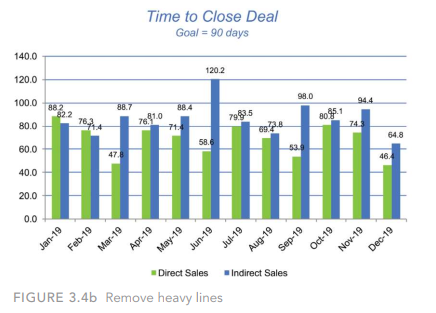 Time to Close Deal
Goal = 90 days
140.0
120.0
100.0
80.0
60.0
40.0
20.0
0.0
88.2
82.2
76.3
71.4
47.8
88.7
76.1
81.0
71.4
88.4
58.6
120.2
79.9
83.5
69.4
73.8
53.9
98.0
80.8
85.1
74.3
94.4
46.4
64.8
Jan-19
Feb-19
Mar-19
Apr-19
May-19
Jun-19
Jul-19
Aug-19
Sep-19
Oct-19
Nov-19
Dec-19
Direct Sales
Indirect Sales
FIGURE 3.4b Remove heavy lines